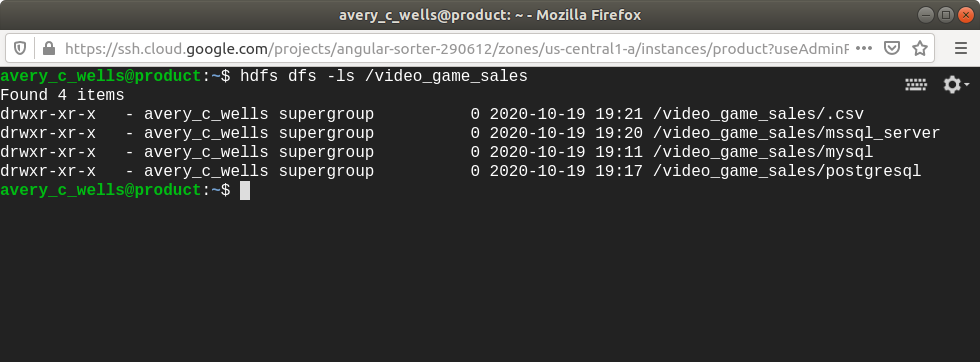 avery_c_wells@product: ~ - Mozilla Firefox
https://ssh.cloud.google.com/projects/angular-sorter-290612/zones/us-central1-a/instances/product?useAdminP
avery_c_wells@product:~$ hdfs dfs -ls /video_game_sales
Found 4 items
drwxr-xr-x   - avery_c_wells supergroup          0 2020-10-19 19:21 /video_game_sales/.csv
drwxr-xr-x   - avery_c_wells supergroup          0 2020-10-19 19:20 /video_game_sales/mssql_server
drwxr-xr-x   - avery_c_wells supergroup          0 2020-10-19 19:11 /video_game_sales/mysql
drwxr-xr-x   - avery_c_wells supergroup          0 2020-10-19 19:17 /video_game_sales/postgresql
avery_c_wells@product:~$